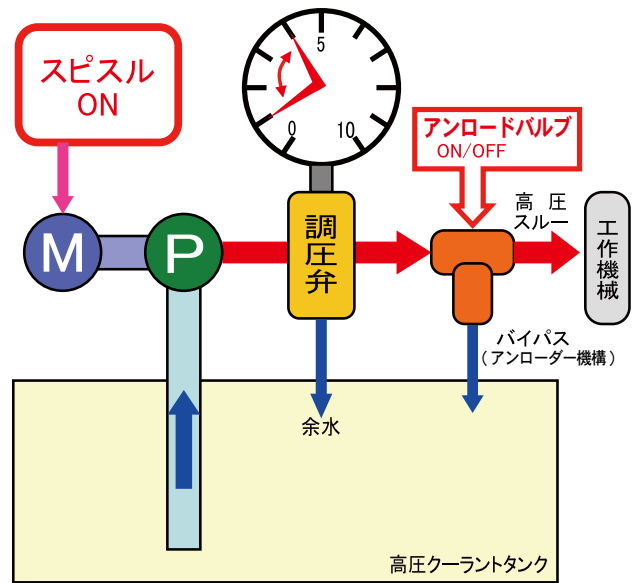 スピスル
ON
5
0
10
アンロードバルブ
ON/OFF
高圧
スルー
M
P
調圧弁
工作機械
バイパス
(アンローダー機構)
余水
高圧クーラントタンク